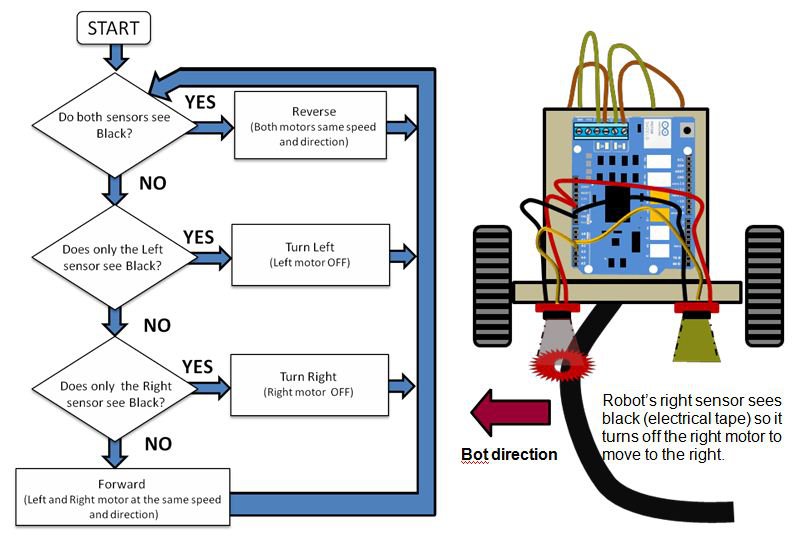 START
Do both sensors see
Black?
YES
Reverse
(Both motors same speed
and direction)
NO
Does only the Left
sensor see Black?
YES
Turn Left
(Left motor OFF)
NO
Does only the Right
sensor see Black?
YES
Turn Right
(Right motor OFF)
NO
Forward
(Left and Right motor at the same speed
and direction)
Bot direction
Robot’s right sensor sees
black (electrical tape) so it
turns off the right motor to
move to the right.